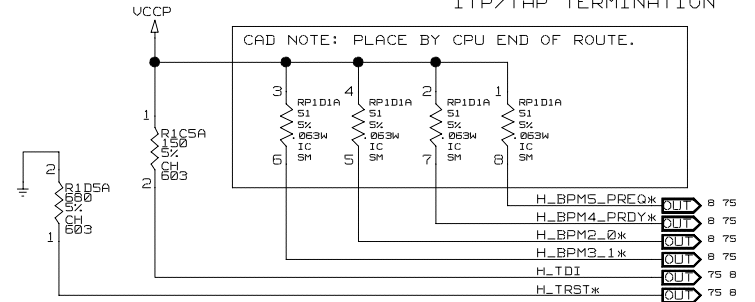 ITP/TAP TERMINATION
VCCP
CAD NOTE: PLACE BY CPU END OF ROUTE.
3
RP1D1A
51
5%
.063W
IC
SM
6
4
RP1D1A
51
5%
.063W
IC
SM
5
2
RP1D1A
51
5%
.063W
IC
SM
7
1
RP1D1A
51
5%
.063W
IC
SM
8
1
R1C5A
150
5%
CH
603
2
2
R1D5A
680
5%
CH
603
1
H_BPM5_PREQ* OUT 8 75
H_BPM4_PRDY* OUT 8 75
H_BPM2_0* OUT 8 75
H_BPM3_1* OUT 8 75
H_TDI OUT 75 8
H_TRST* OUT 75 8